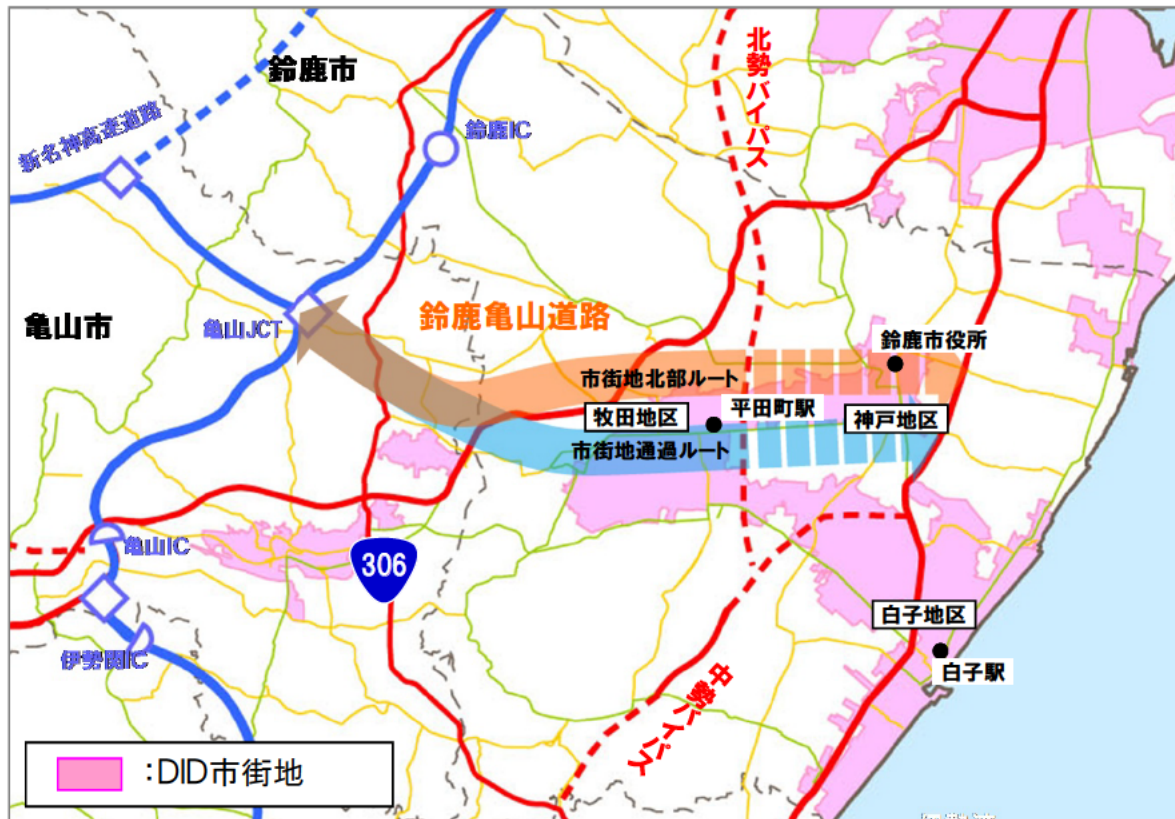 鈴鹿市
北勢バイパス
新名神高速道路
鈴鹿IC
亀山市
亀山JCT
鈴鹿亀山道路
鈴鹿市役所
市街地北部ルート
牧田地区
平田町駅
神戸地区
市街地通過ルート
亀山IC
306
白子地区
伊勢関IC
白子駅
中勢バイパス
:DID市街地